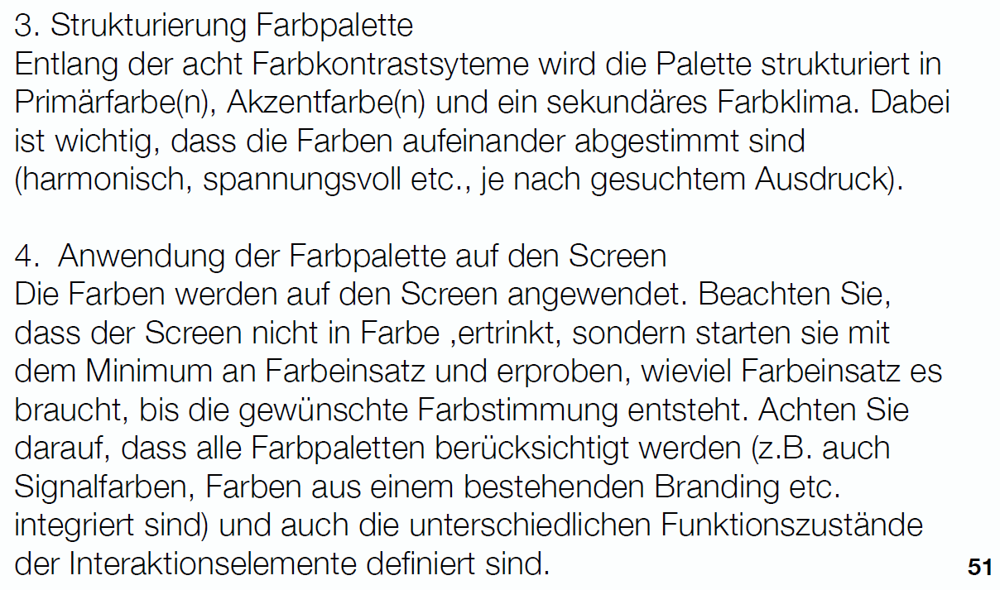 3. Strukturierung Farbpalette
Entlang der acht Farbkontrastsyteme wird die Palette strukturiert in
Primärfarbe(n), Akzentfarbe(n) und ein sekundäres Farbklima. Dabei
ist wichtig, dass die Farben aufeinander abgestimmt sind
(harmonisch, spannungsvoll etc., je nach gesuchtem Ausdruck).
4.  Anwendung der Farbpalette auf den Screen
Die Farben werden auf den Screen angewendet. Beachten Sie,
dass der Screen nicht in Farbe ‚ertrinkt, sondern starten sie mit
dem Minimum an Farbeinsatz und erproben, wieviel Farbeinsatz es
braucht, bis die gewünschte Farbstimmung entsteht. Achten Sie
darauf, dass alle Farbpaletten berücksichtigt werden (z.B. auch
Signalfarben, Farben aus einem bestehenden Branding etc.
integriert sind) und auch die unterschiedlichen Funktionszustände
der Interaktionselemente definiert sind.
51